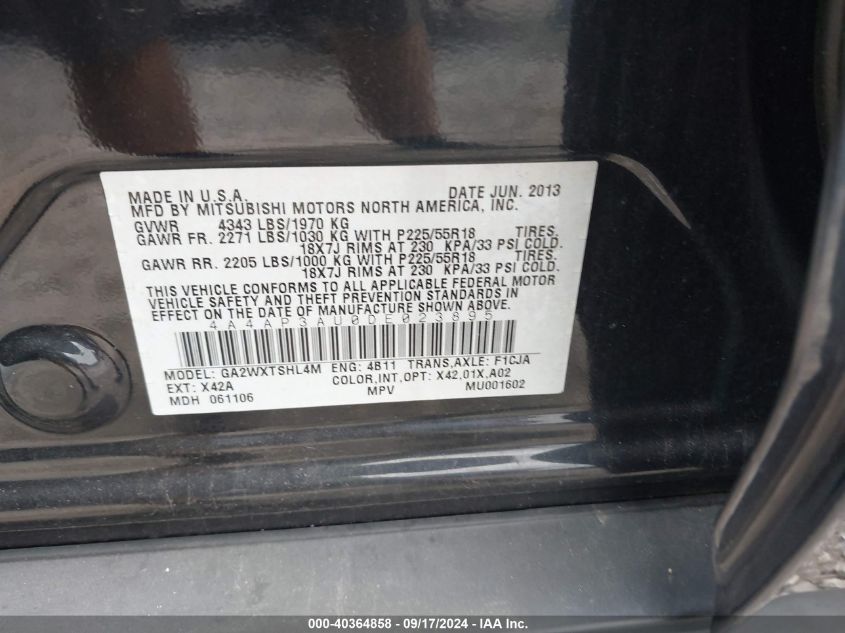 MADE IN U.S.A. DATE JUN. 2013
MFD BY MITSUBISHI MOTORS NORTH AMERICA, INC.
GVWR 4343 LBS/1970 KG
GAWR FR. 2271 LBS/1030 KG WITH P225/55R18 TIRES.
18X7J RIMS AT 230 KPA/33 PSI COLD.
GAWR RR. 2205 LBS/1000 KG WITH P225/55R18 TIRES.
18X7J RIMS AT 230 KPA/33 PSI COLD.
THIS VEHICLE CONFORMS TO ALL APPLICABLE FEDERAL MOTOR
VEHICLE SAFETY AND THEFT PREVENTION STANDARDS IN
EFFECT ON THE DATE OF MANUFACTURE SHOWN ABOVE.
4A4AP3AU0DE023895
MODEL: GA2WXTSHL4M ENG: 4B11 TRANS,AXLE: F1CJA
EXT: X42A COLOR,INT,OPT: X42,01X,A02
MDH 061106 MPV MU001602
000-40364858 - 09/17/2024 - IAAI.com